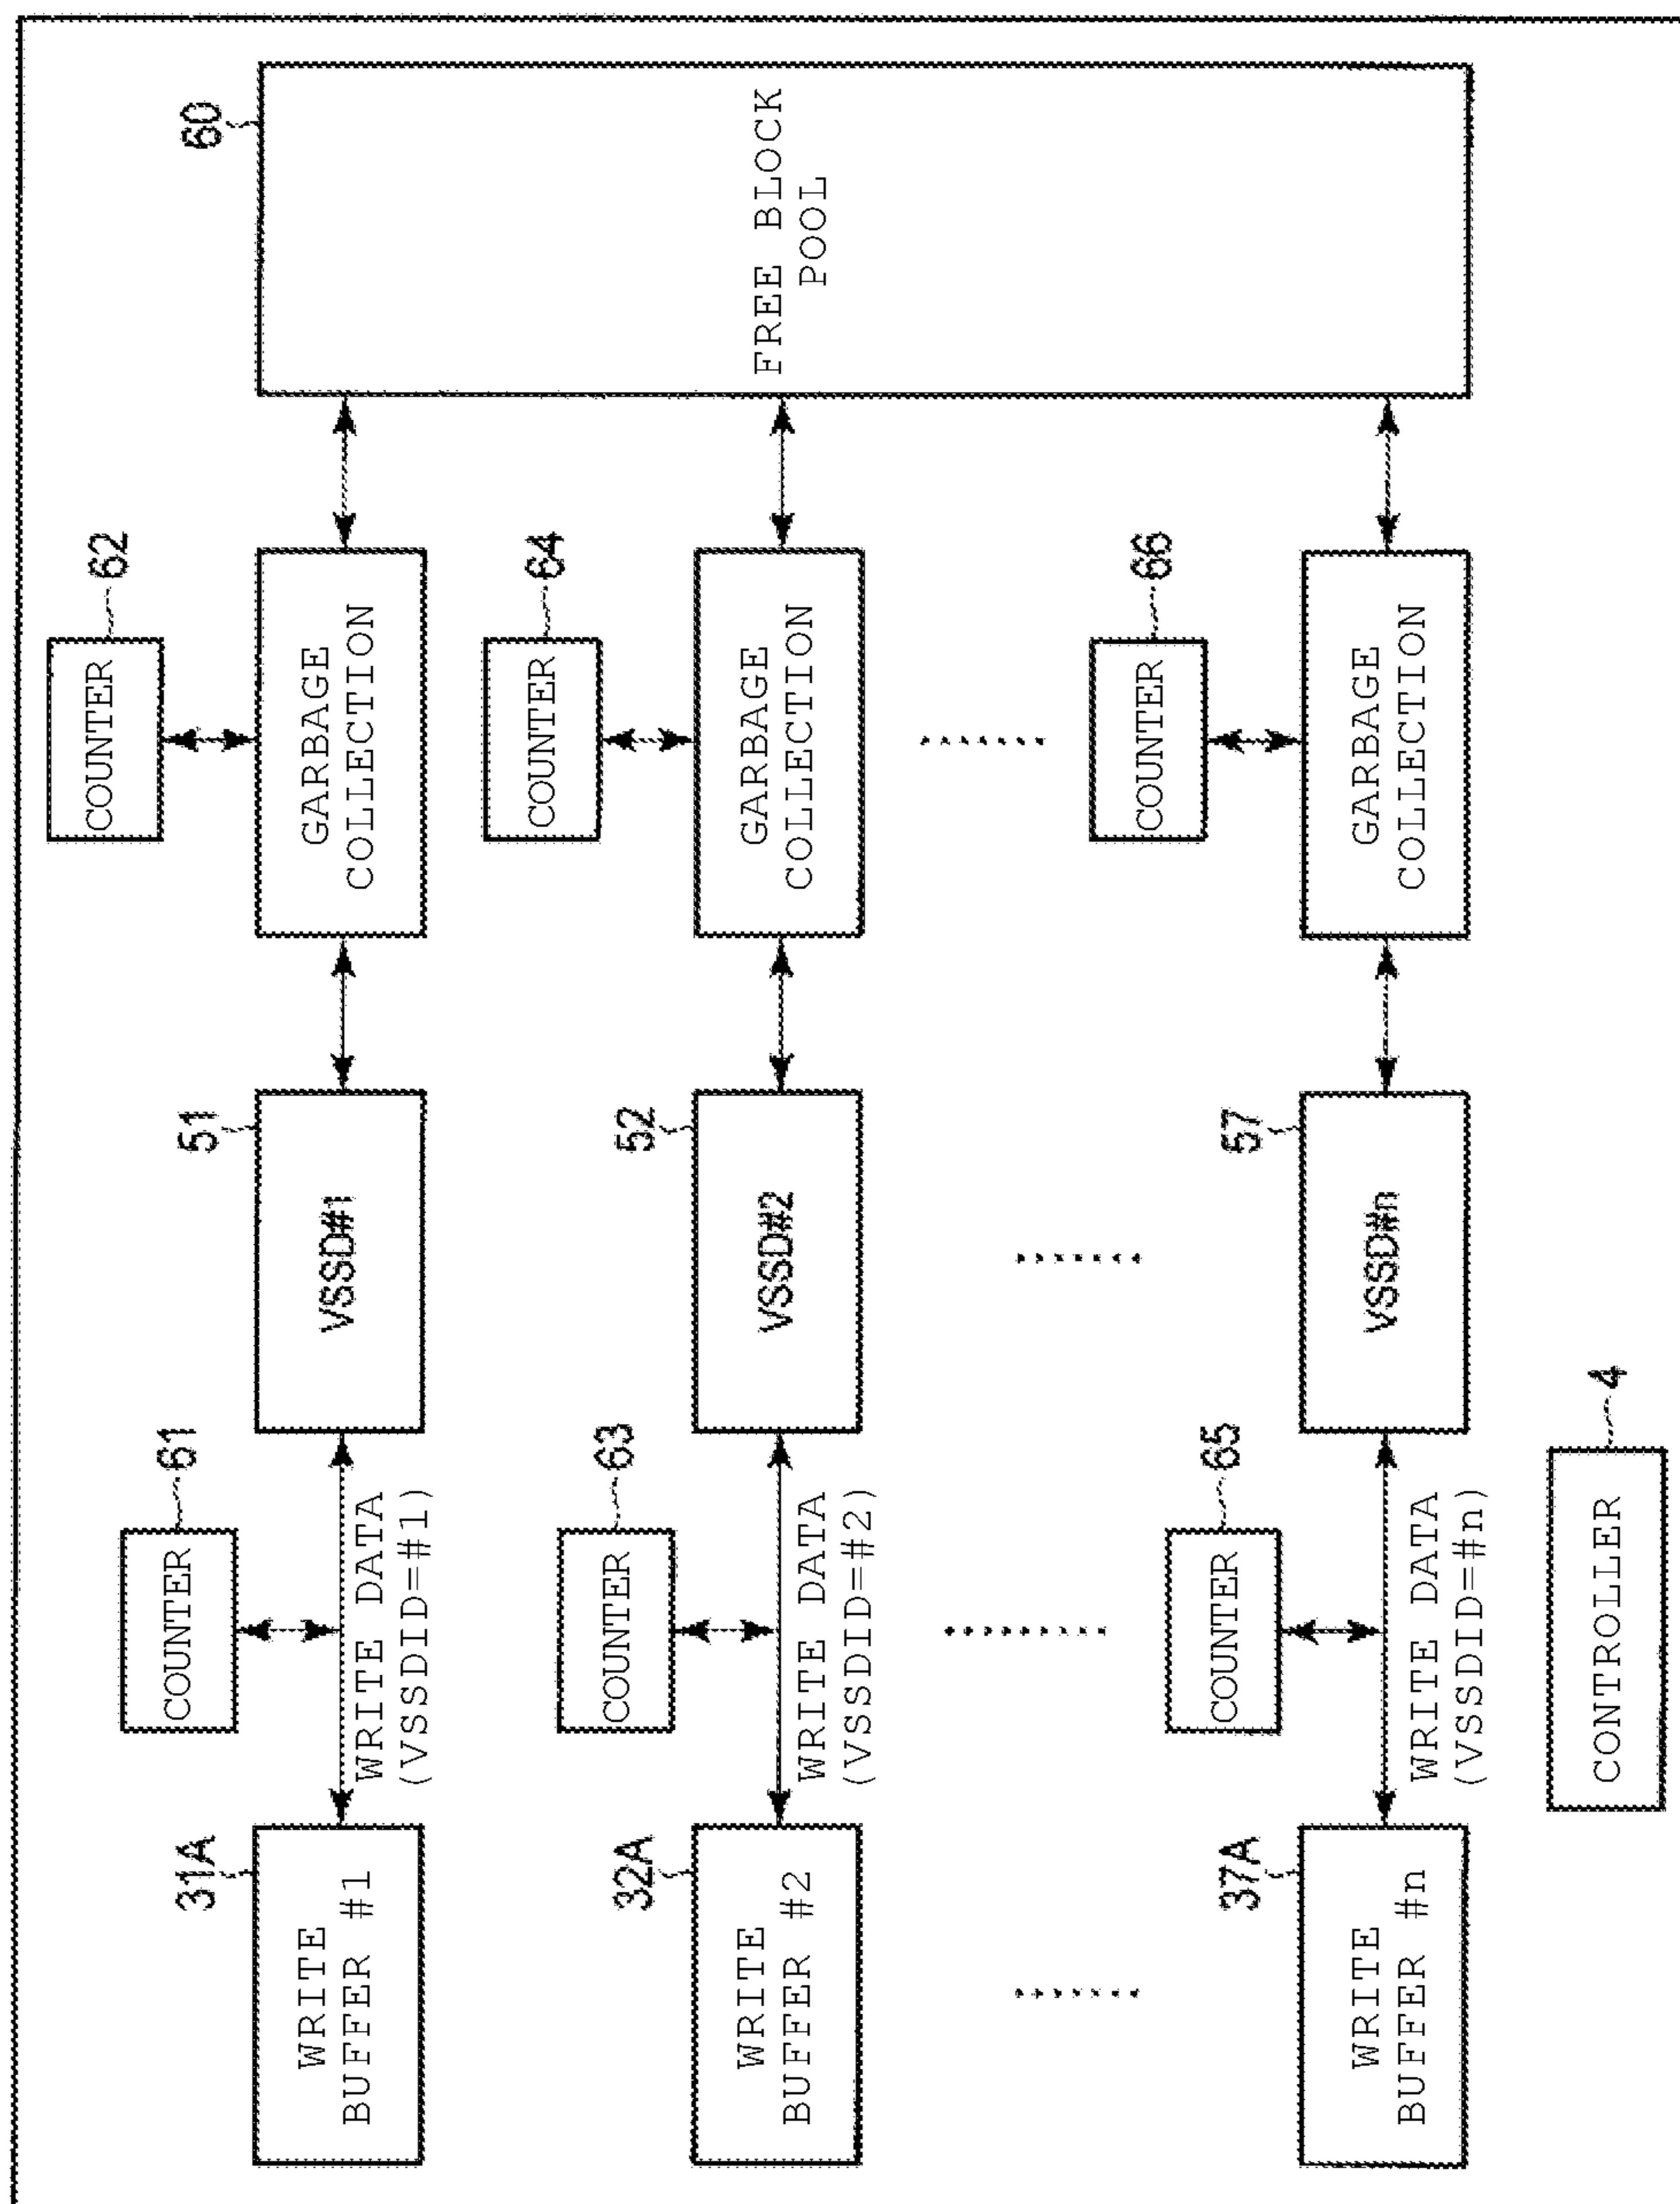 31A
WRITE
BUFFER #1
61
COUNTER
WRITE DATA
(VSSDID=#1)
51
VSSD#1
62
COUNTER
GARBAGE
COLLECTION
60
FREE BLOCK
POOL
32A
WRITE
BUFFER #2
63
COUNTER
WRITE DATA
(VSSDID=#2)
52
VSSD#2
64
COUNTER
GARBAGE
COLLECTION
37A
WRITE
BUFFER #n
65
COUNTER
WRITE DATA
(VSSDID=#n)
57
VSSD#n
66
COUNTER
GARBAGE
COLLECTION
4
CONTROLLER